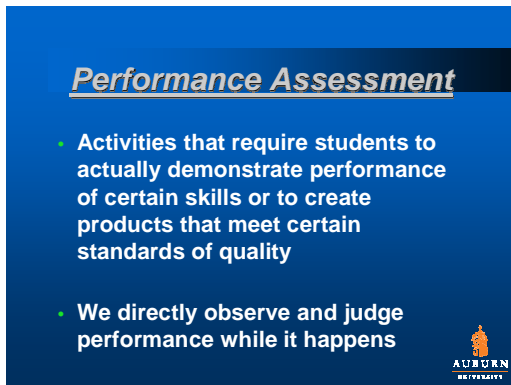 Performance Assessment
• Activities that require students to
actually demonstrate performance
of certain skills or to create
products that meet certain
standards of quality
• We directly observe and judge
performance while it happens
AUBURN
UNIVERSITY